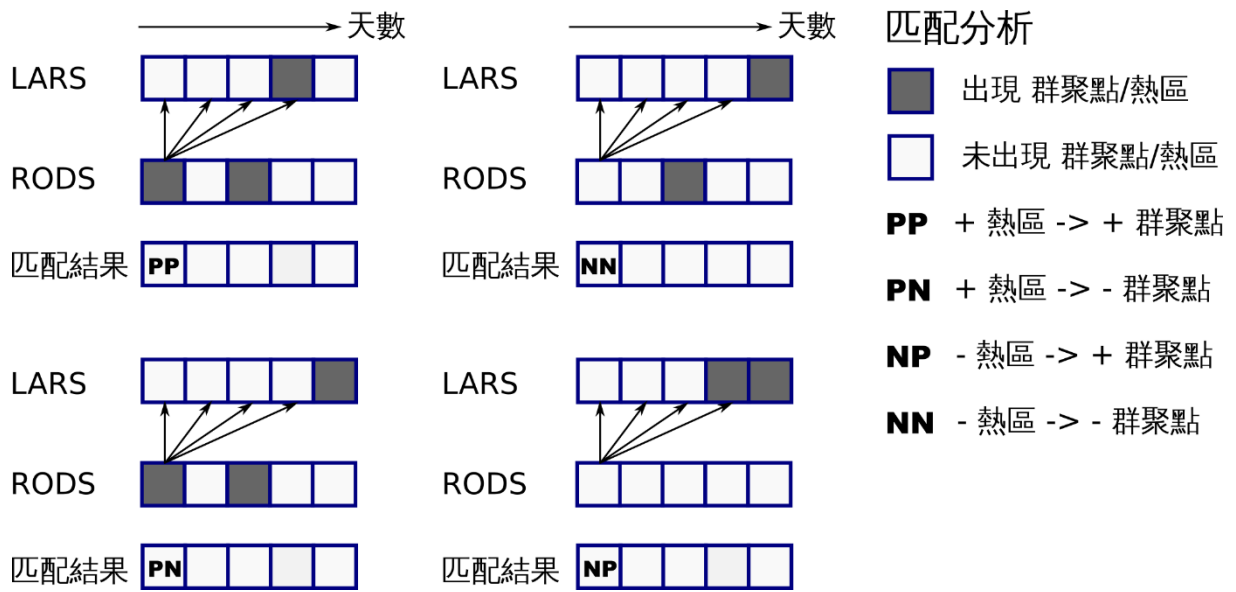 天數
LARS
RODS
匹配結果
PP
LARS
RODS
匹配結果
PN
天數
LARS
RODS
匹配結果
NN
LARS
RODS
匹配結果
NP
匹配分析
出現 群聚點/熱區
未出現 群聚點/熱區
PP + 熱區 -> + 群聚點
PN + 熱區 -> - 群聚點
NP - 熱區 -> + 群聚點
NN - 熱區 -> - 群聚點